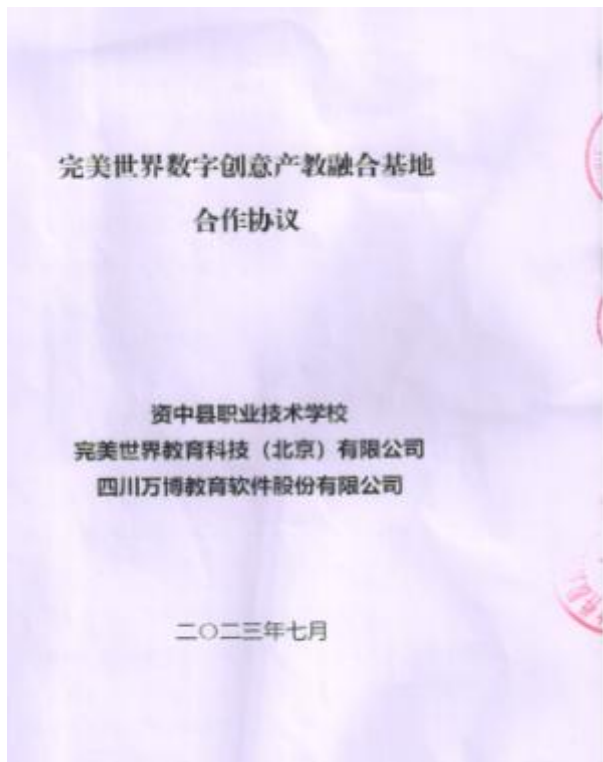 完美世界数字创意产教融合基地
合作协议
资中县职业技术学校
完美世界教育科技（北京）有限公司
四川万博教育软件股份有限公司
二〇二三年七月